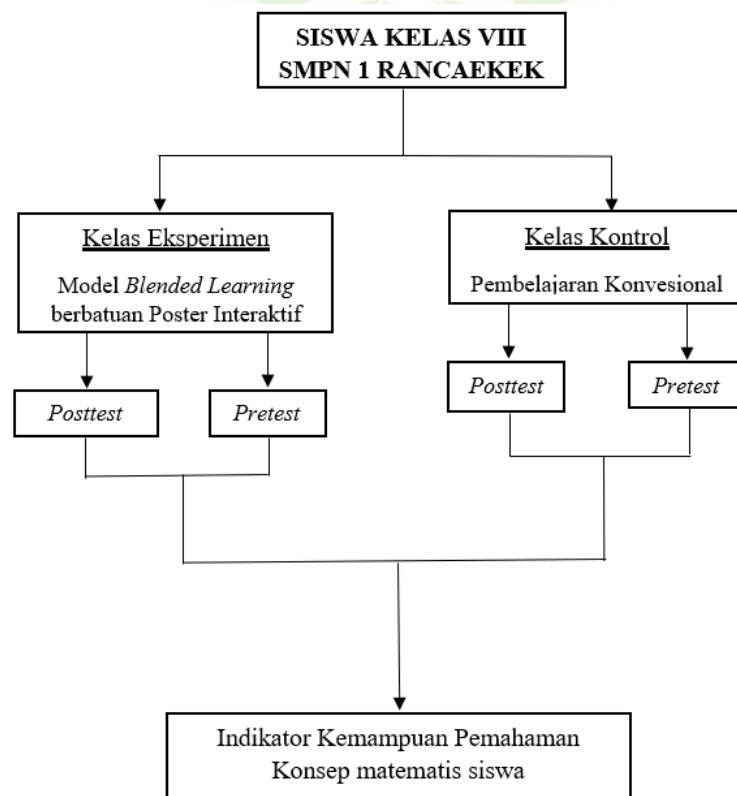 SISWA KELAS VIII
SMPN 1 RANCAEKEK
Kelas Eksperimen
Model Blended Learning
berbatuan Poster Interaktif
Kelas Kontrol
Pembelajaran Konvesional
Posttest
Pretest
Posttest
Pretest
Indikator Kemampuan Pemahaman
Konsep matematis siswa